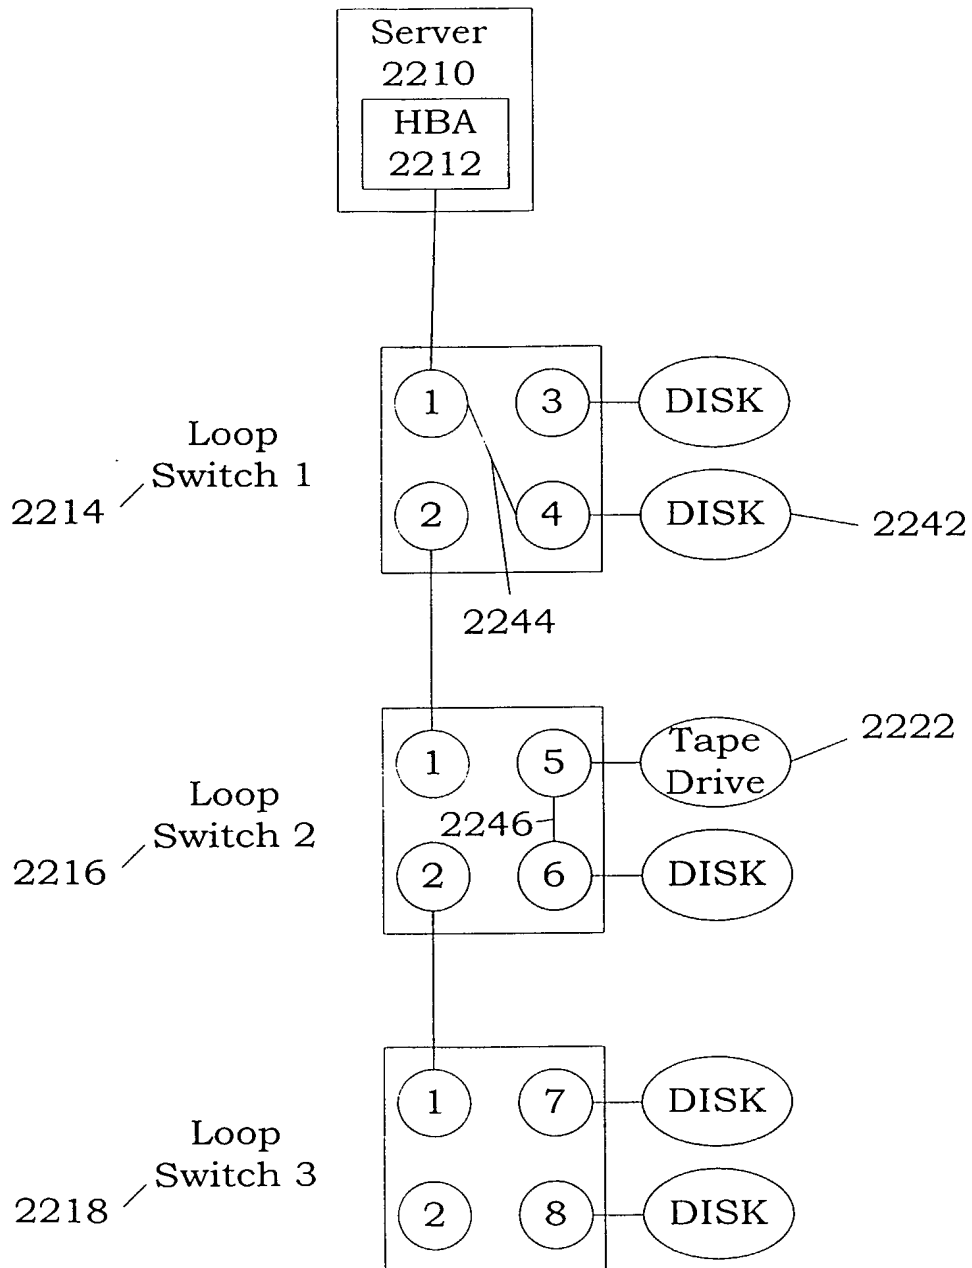 Server
2210
HBA
2212
1
3
DISK
Loop
Switch 1
2214
2
4
DISK
2242
2244
1
5
Tape
Drive
2222
Loop
Switch 2
2246
2216
2
6
DISK
1
7
DISK
Loop
Switch 3
2218
2
8
DISK